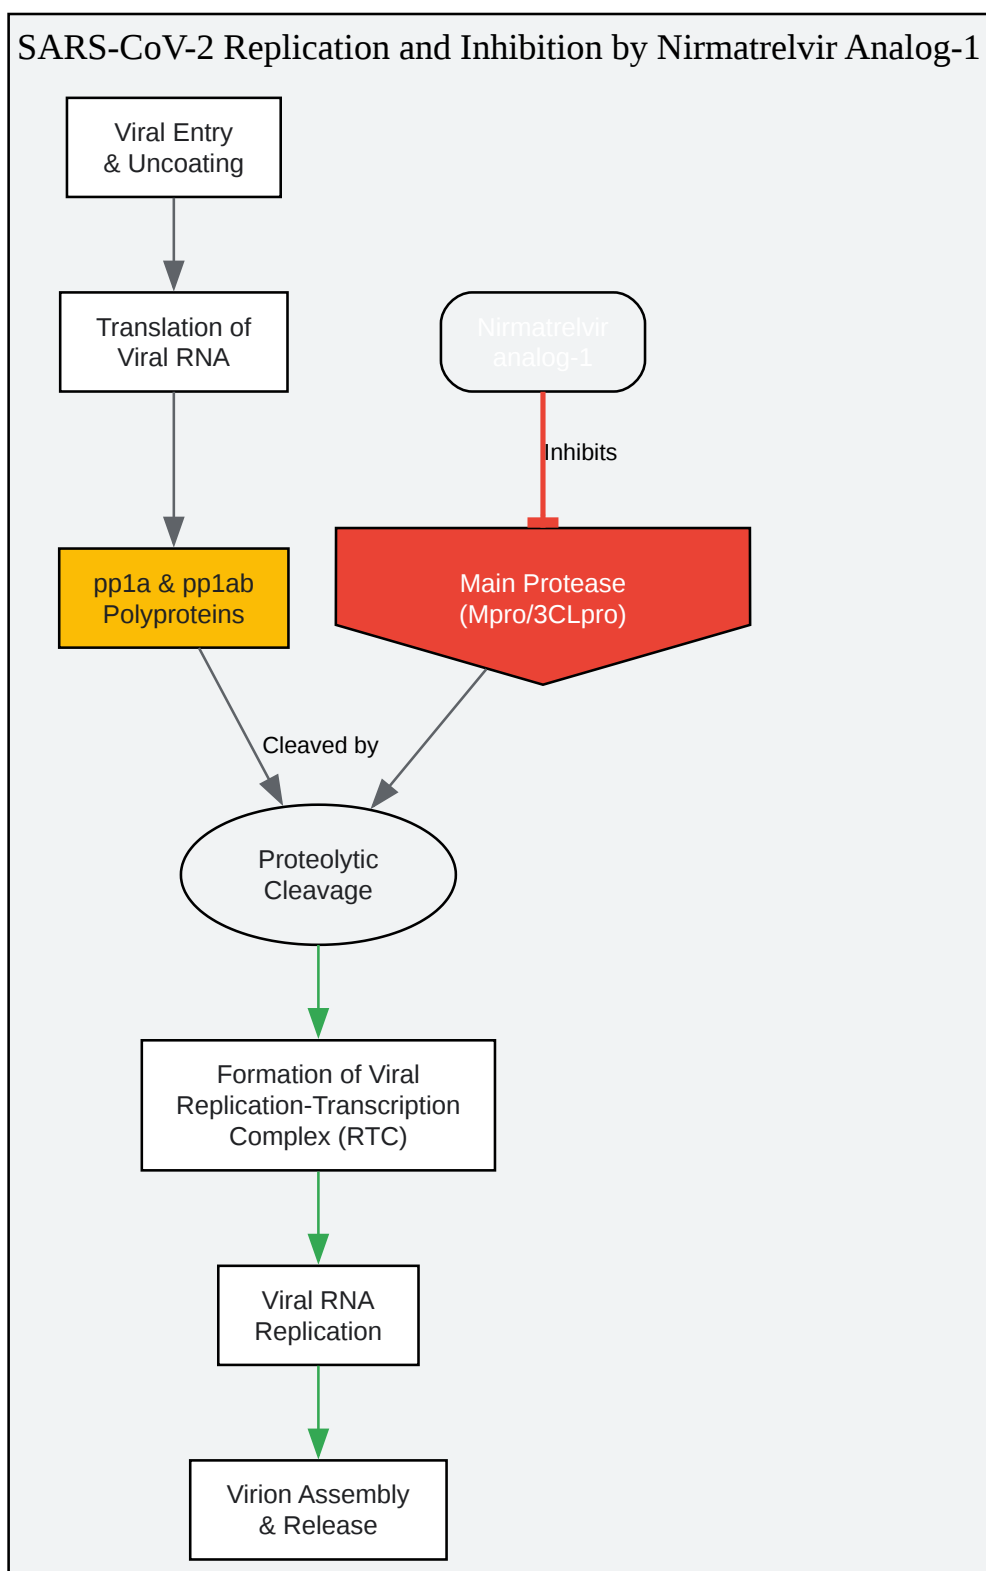 SARS-CoV-2 Replication and Inhibition by Nirmatrelvir Analog-1
Viral Entry
& Uncoating
Translation of
Viral RNA
Nirmatrelvir
analog-1
Inhibits
pp1a & pp1ab
Polyproteins
Main Protease
(Mpro/3CLpro)
Cleaved by
Proteolytic
Cleavage
Formation of Viral
Replication-Transcription
Complex (RTC)
Viral RNA
Replication
Virion Assembly
& Release